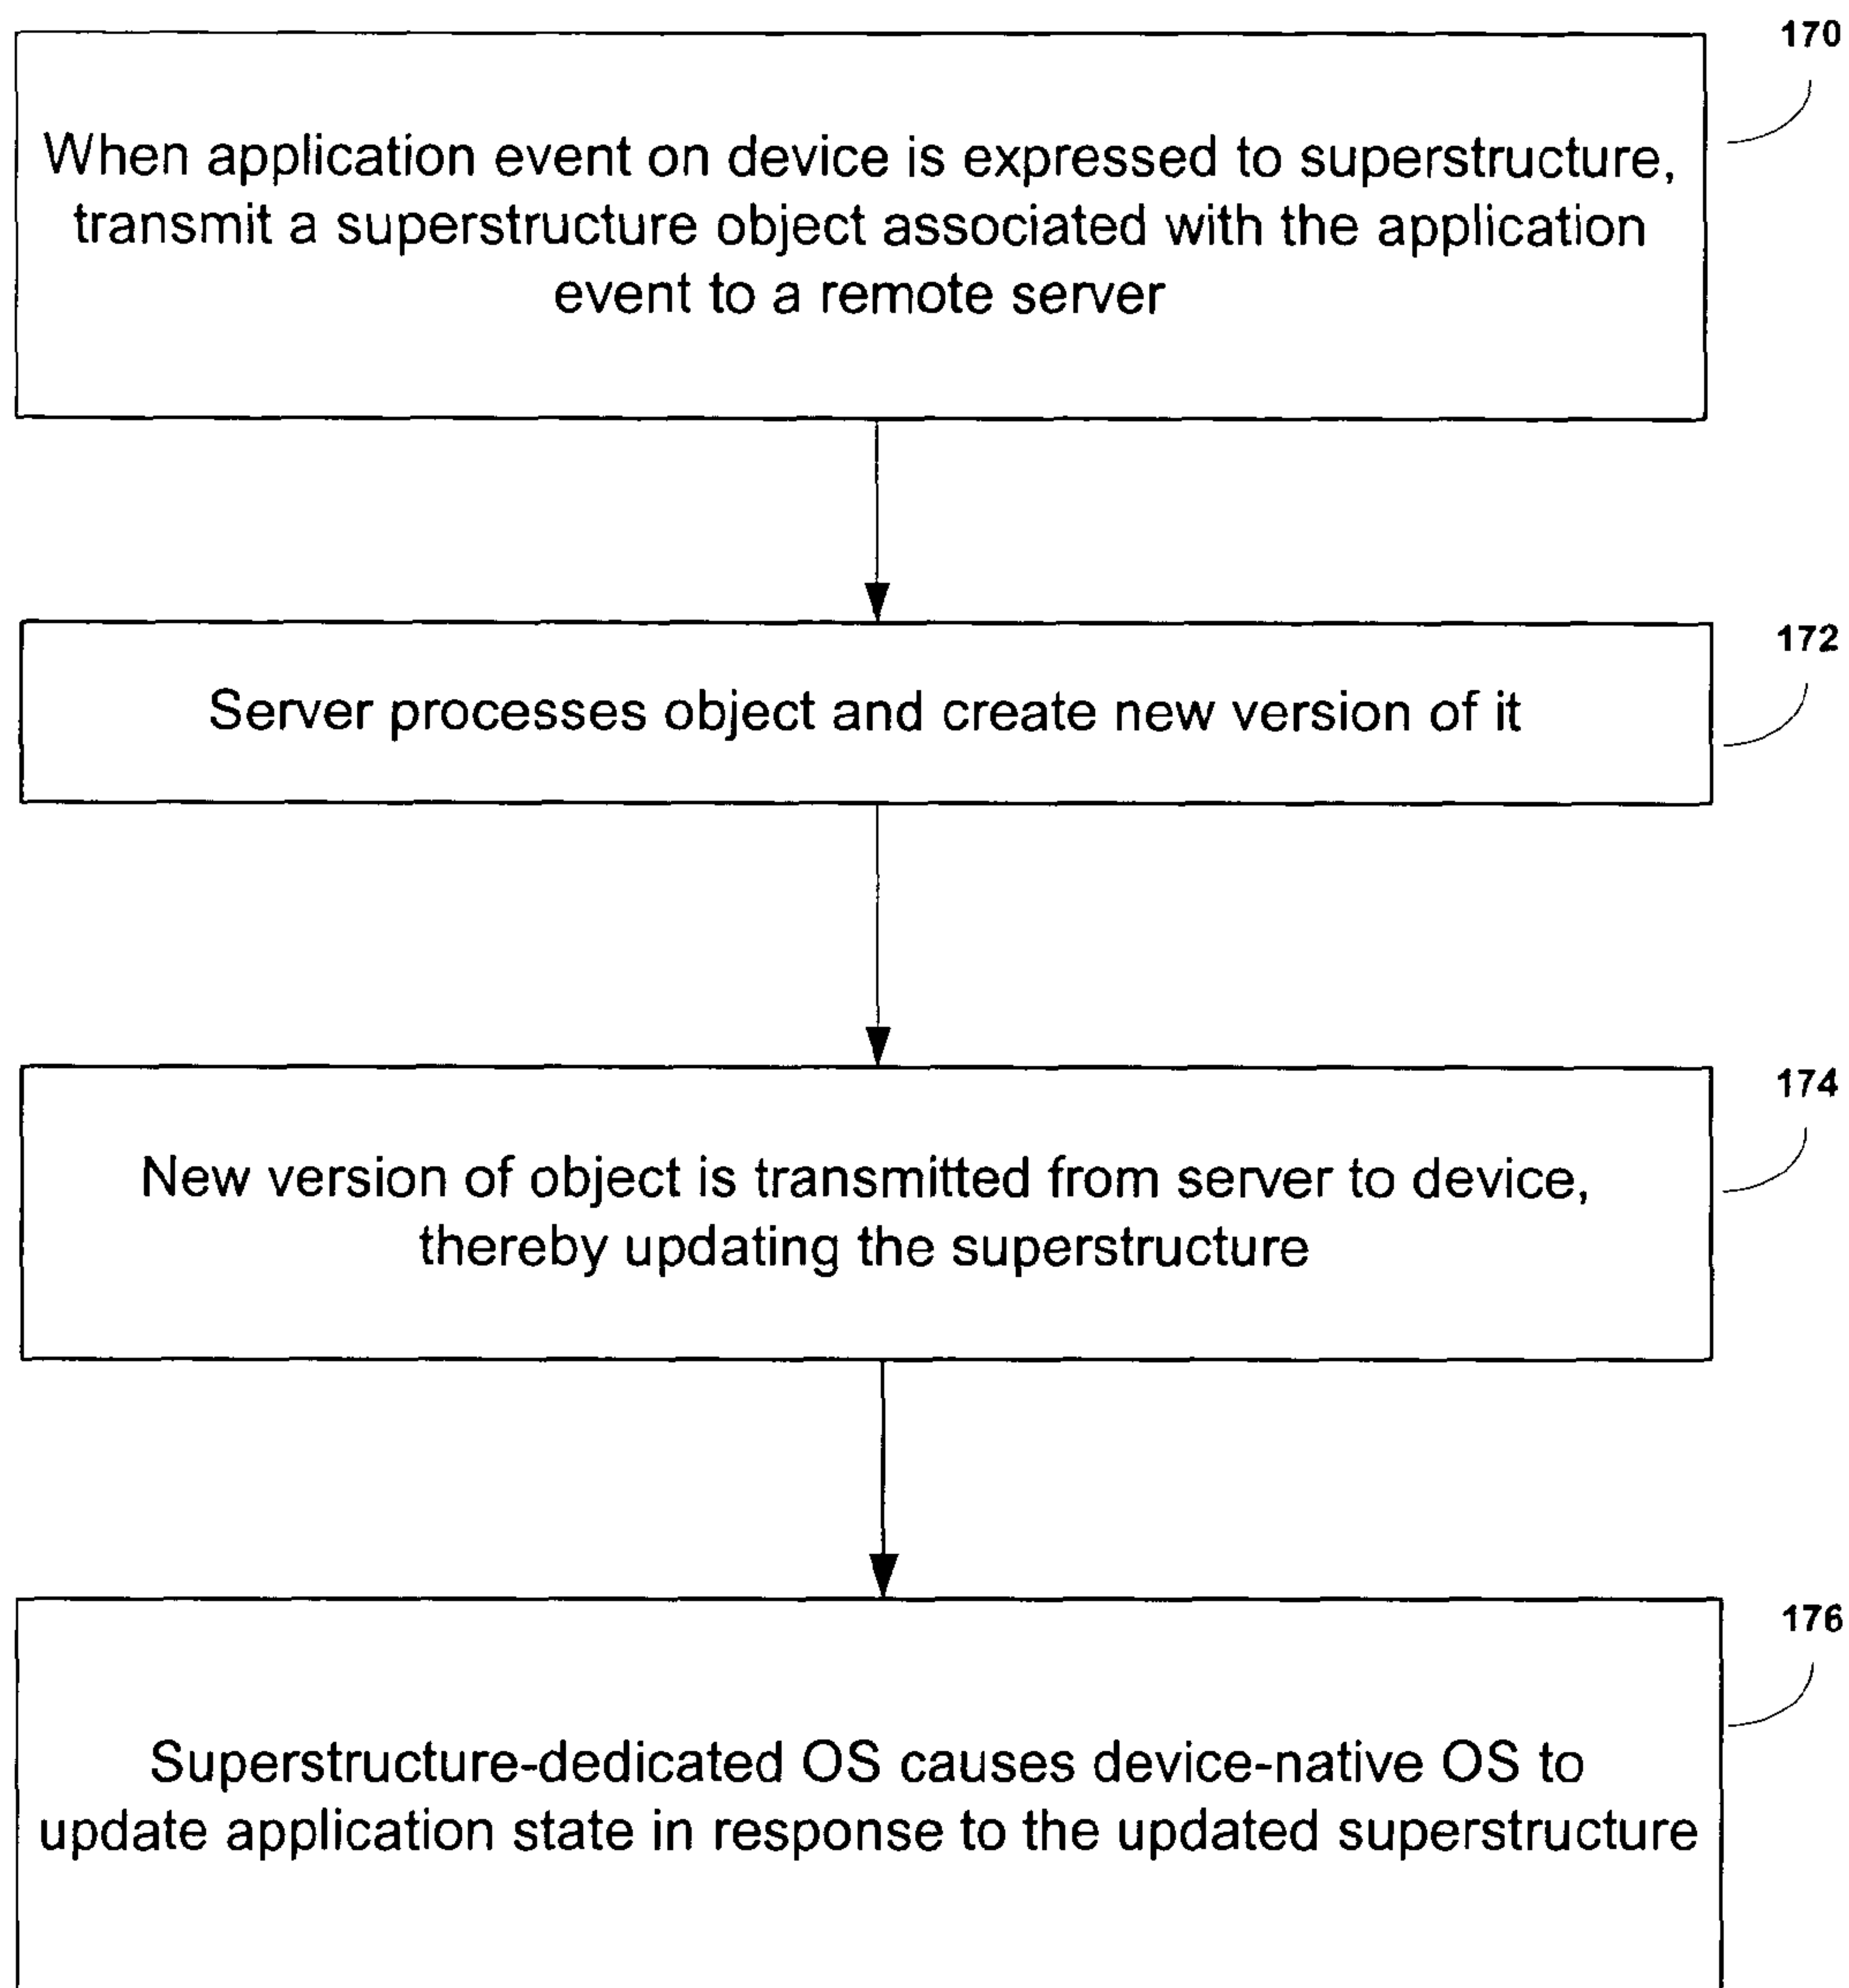 170
When application event on device is expressed to superstructure,
transmit a superstructure object associated with the application
event to a remote server
172
Server processes object and create new version of it
174
New version of object is transmitted from server to device,
thereby updating the superstructure
176
Superstructure-dedicated OS causes device-native OS to
update application state in response to the updated superstructure